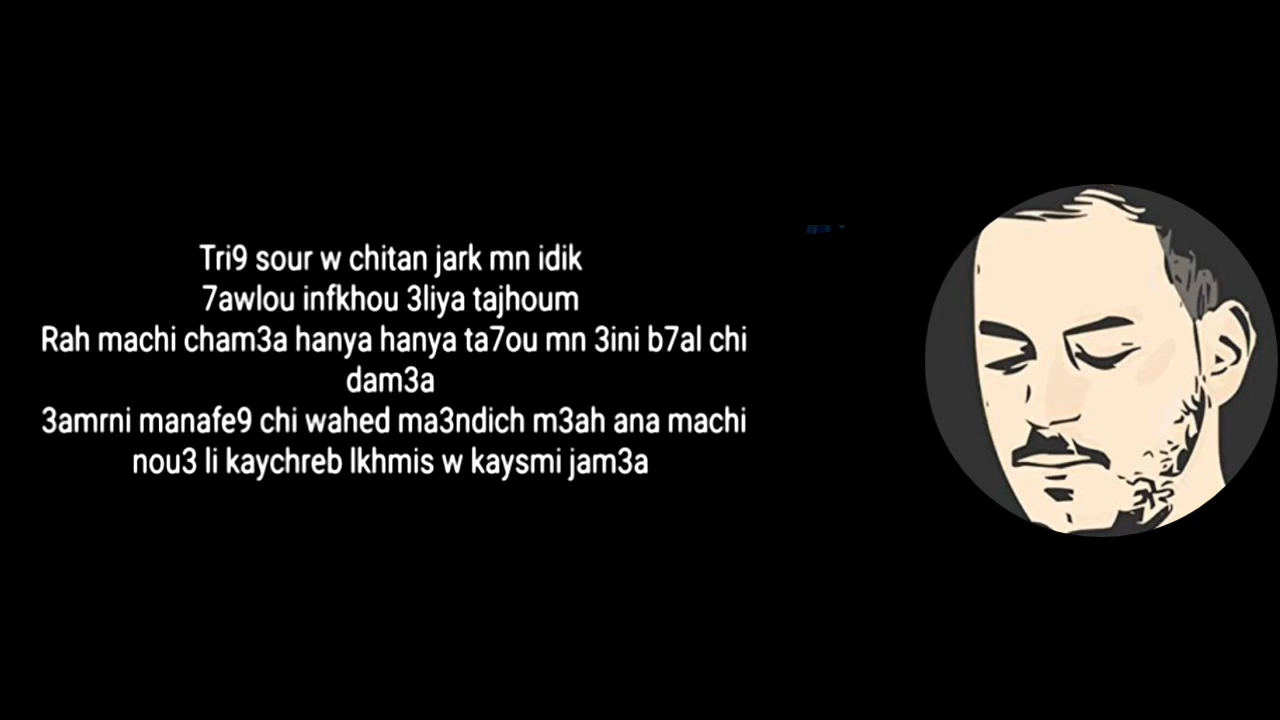 Tri9 sour w chitan jark mn idik
7awlou infkhou 3liya tajhoum
Rah machi cham3a hanya hanya ta7ou mn 3ini b7al chi
dam3a
3amrni manafe9 chi wahed ma3ndich m3ah ana machi
nou3 li kaychreb lkhmis w kaysmi jam3a